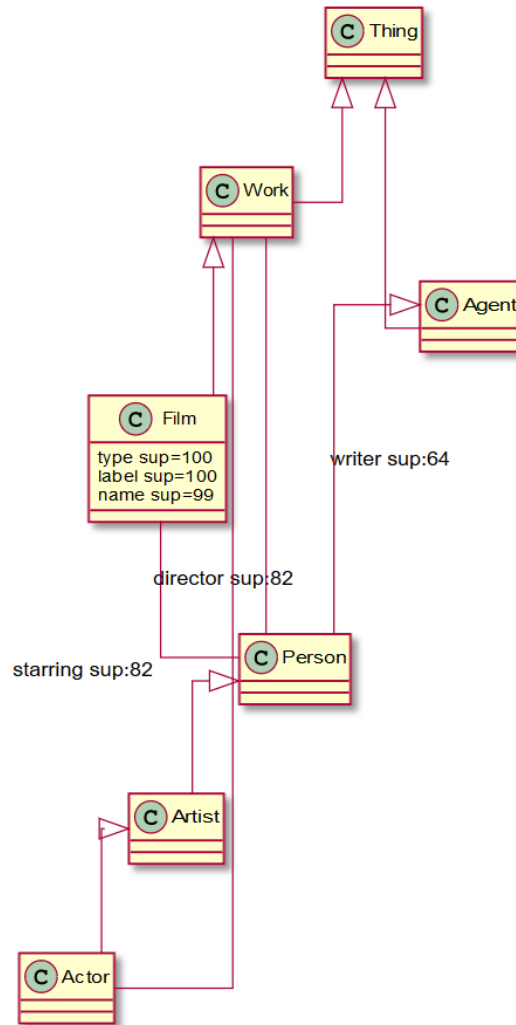 C Thing
C Work
C Agent
C Film
type sup=100
label sup=100
name sup=99
writer sup:64
director sup:82
C Person
starring sup:82
C Artist
C Actor